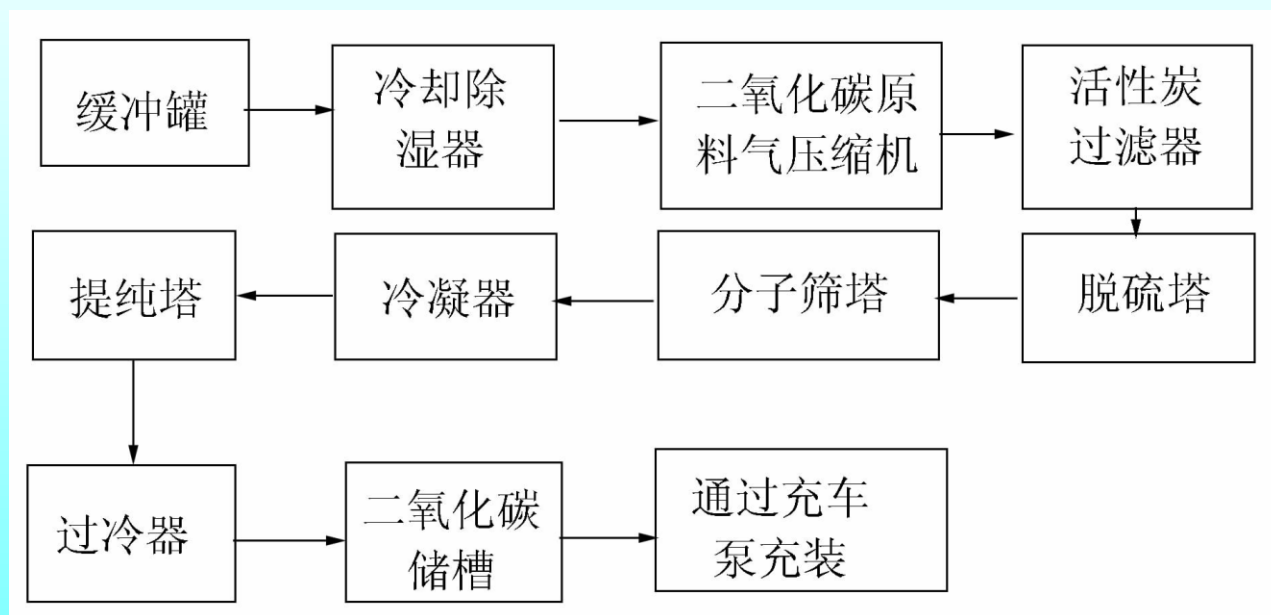 缓冲罐
冷却除
湿器
二氧化碳原
料气压缩机
活性炭
过滤器
提纯塔
冷凝器
分子筛塔
脱硫塔
过冷器
二氧化碳
储槽
通过充车
泵充装